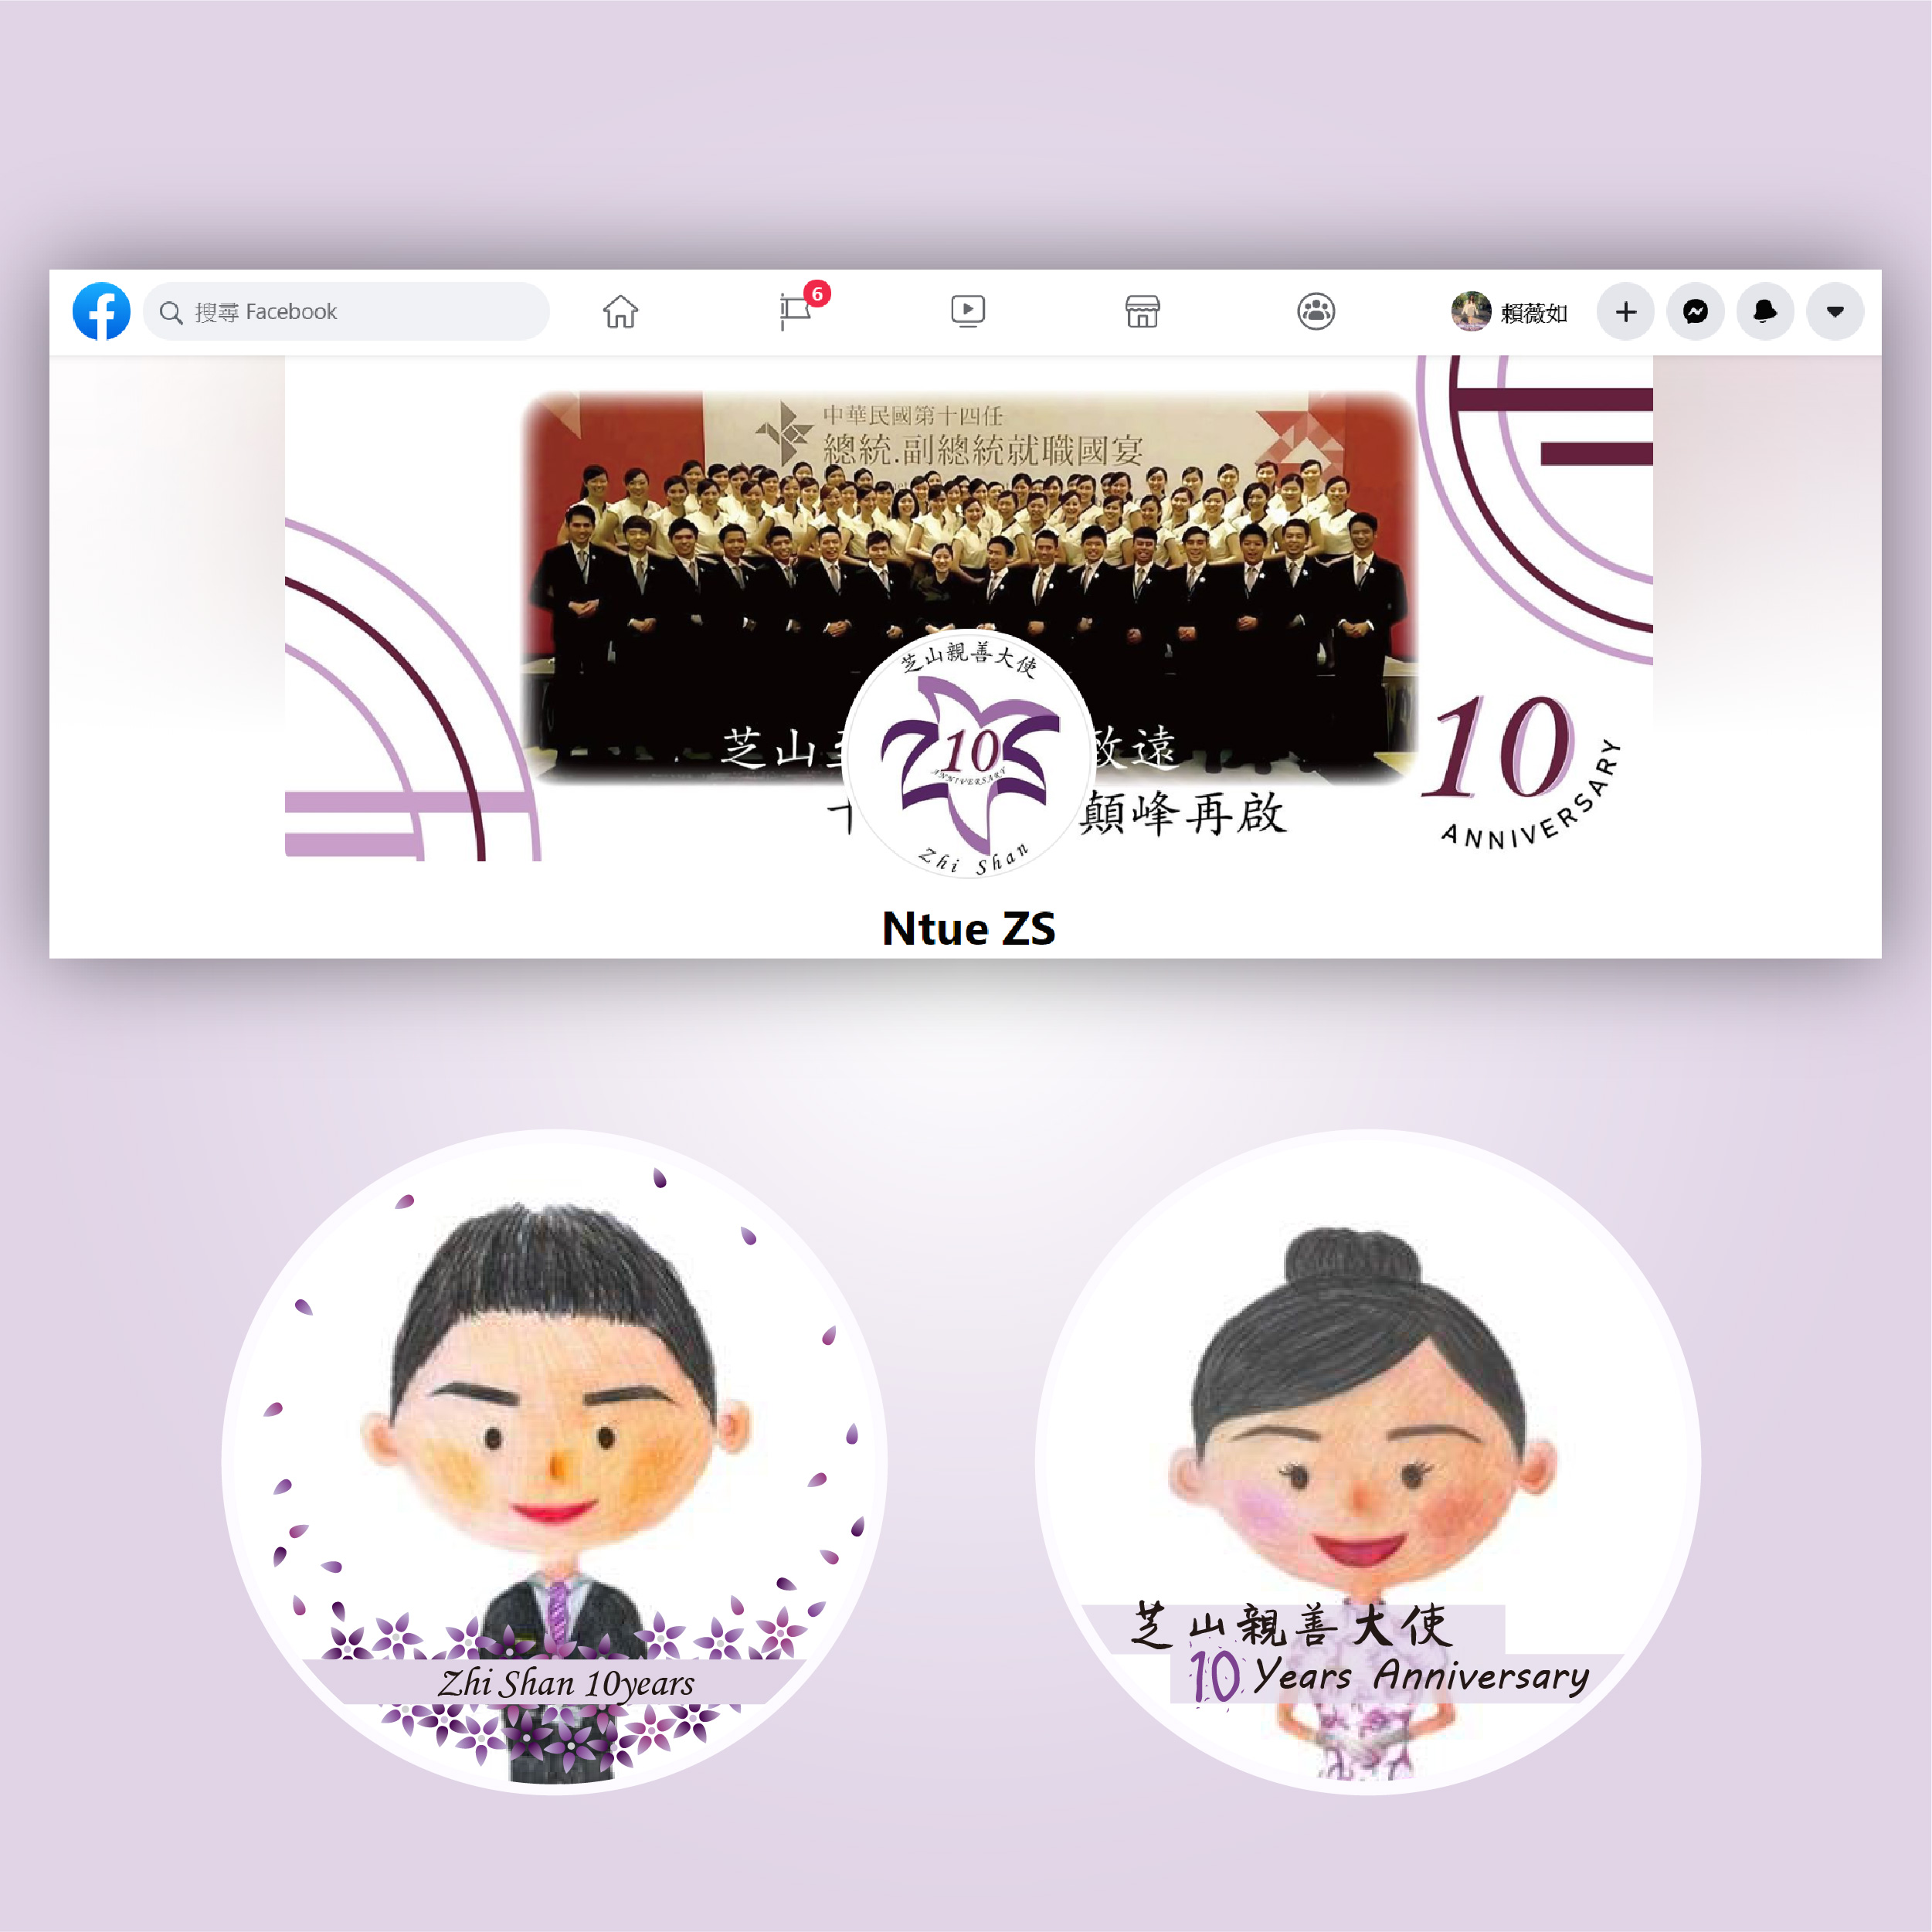 搜尋 Facebook
6
賴薇如
中華民國第十四任
總統.副總統就職國宴
芝山親善大使
10
ANNIVERSARY
Zhi Shan
芝山
致遠
十
顛峰再啟
10
ANNIVERSARY
Ntue ZS
Zhi Shan 10years
芝山親善大使
10 Years Anniversary